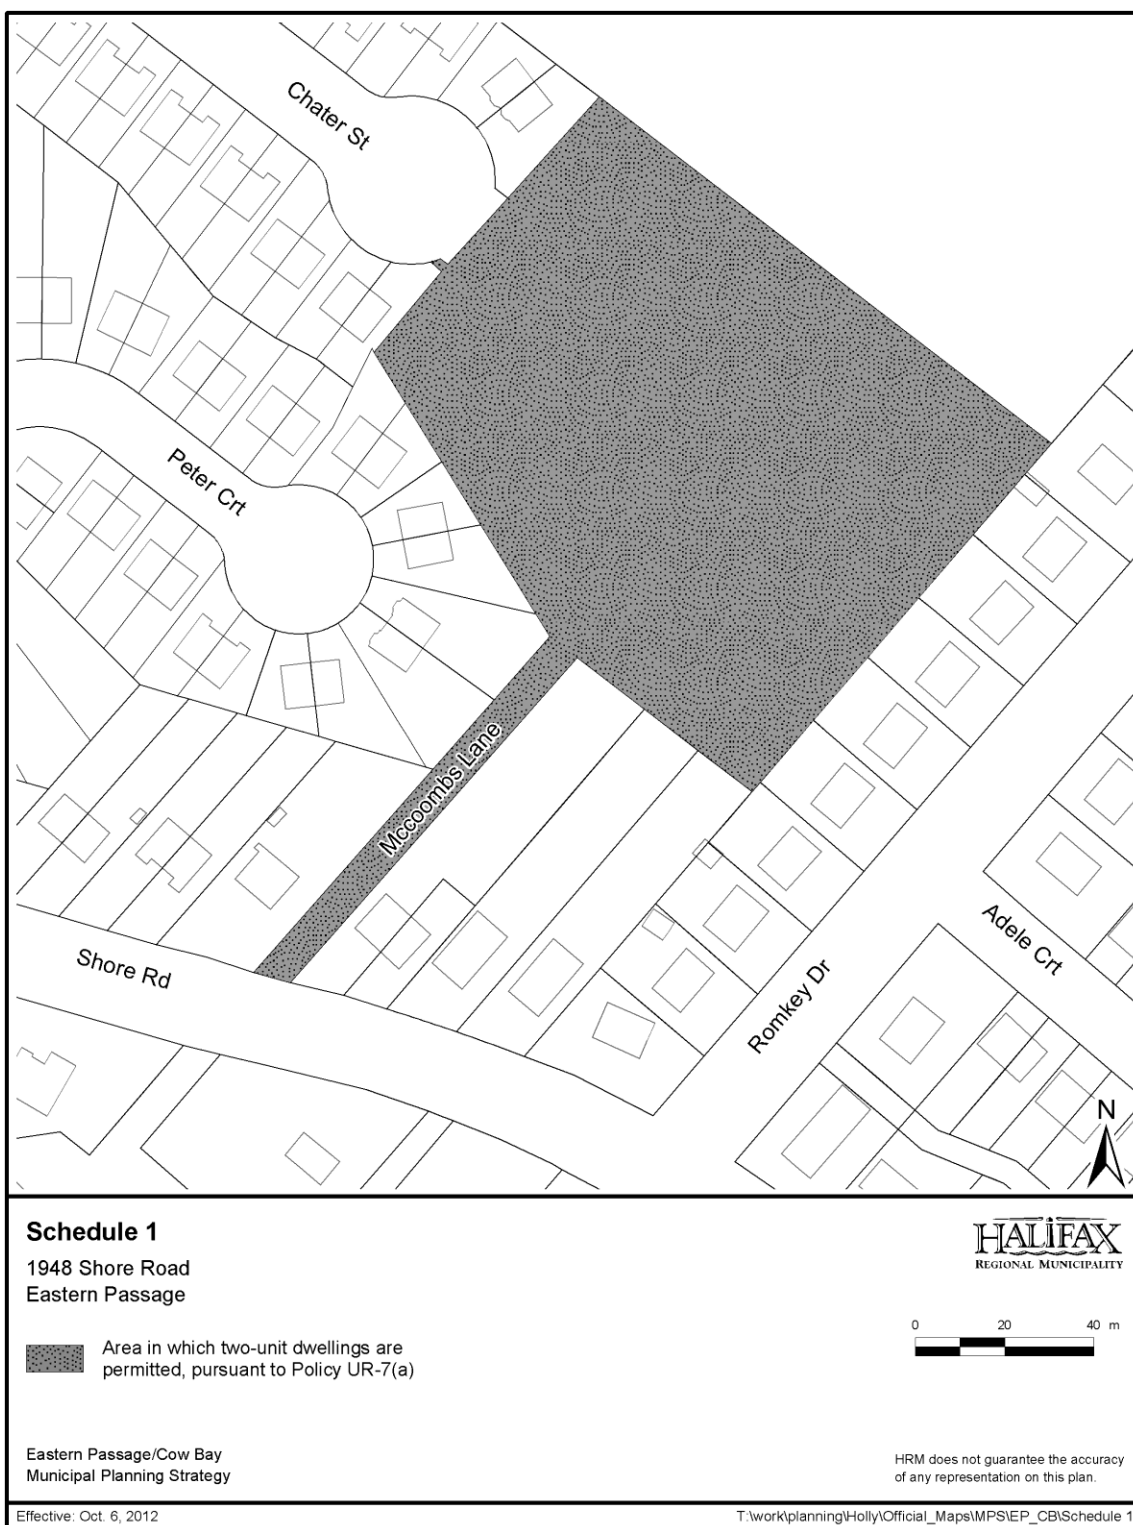 Chater St
Peter Crt
Mccoombs Lane
Shore Rd
Adele Crt
Romkey Dr
N
Schedule 1
1948 Shore Road
Eastern Passage
HALIFAX
REGIONAL MUNICIPALITY
0 20 40 m
Area in which two-unit dwellings are
permitted, pursuant to Policy UR-7(a)
Eastern Passage/Cow Bay
Municipal Planning Strategy
HRM does not guarantee the accuracy
of any representation on this plan.
Effective: Oct. 6, 2012
T:\work\planning\Holly\Official_Maps\MPS\EP_CB\Schedule 1